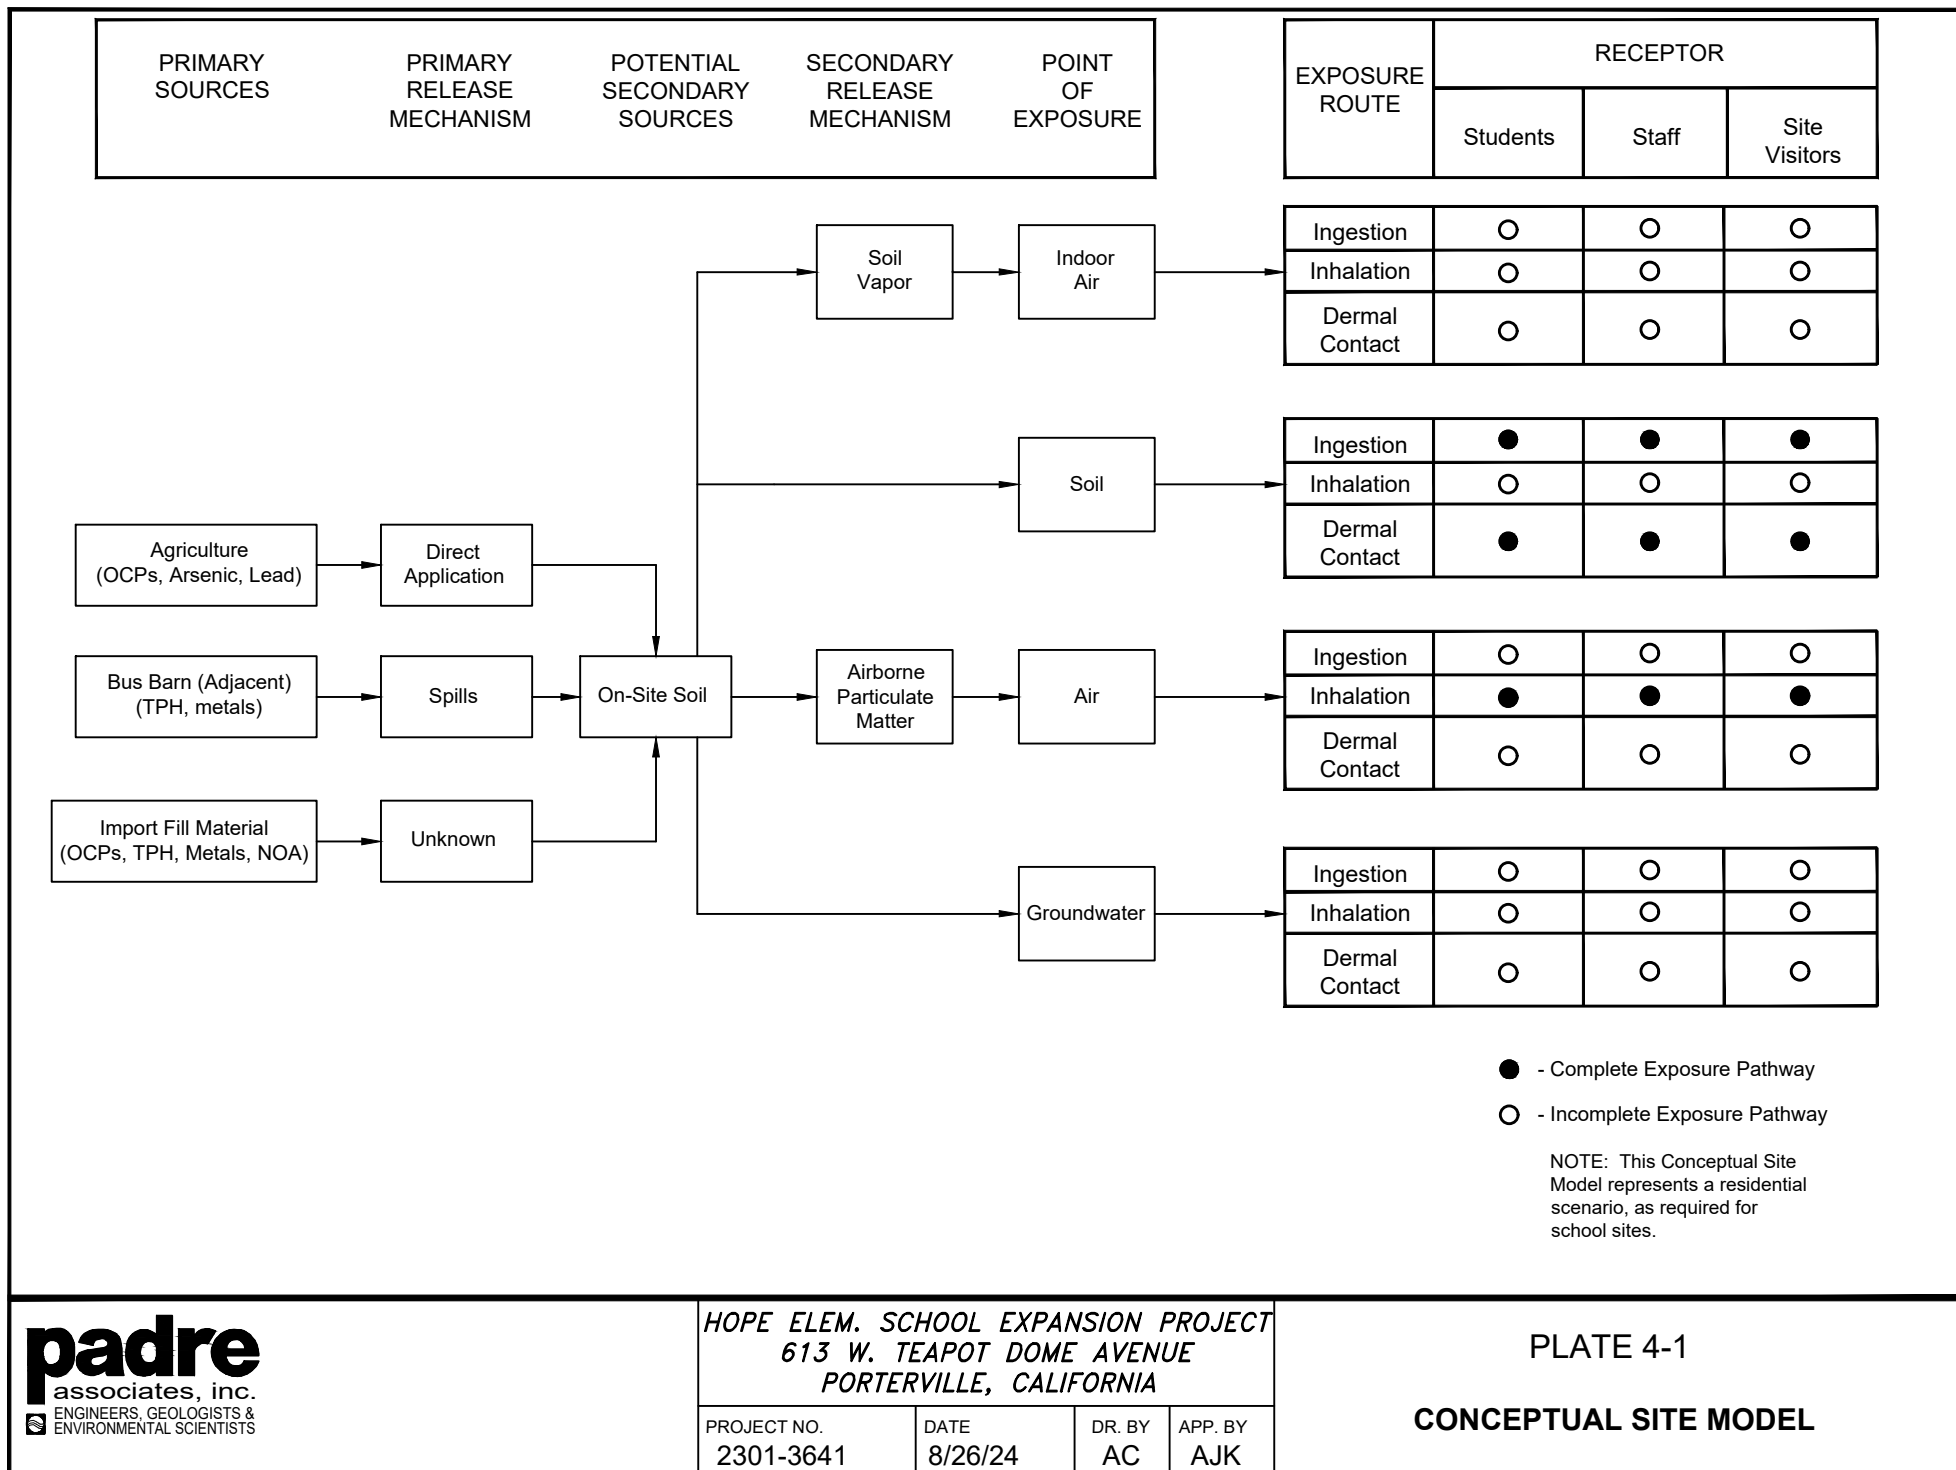 PRIMARY
SOURCES
PRIMARY
RELEASE
MECHANISM
POTENTIAL
SECONDARY
SOURCES
SECONDARY
RELEASE
MECHANISM
POINT
OF
EXPOSURE
EXPOSURE
ROUTE
RECEPTOR
Students
Staff
Site
Visitors
Soil
Vapor
Indoor
Air
Ingestion
Inhalation
Dermal
Contact
Soil
Ingestion
Inhalation
Dermal
Contact
Agriculture
(OCPs, Arsenic, Lead)
Direct
Application
Bus Barn (Adjacent)
(TPH, metals)
Spills
On-Site Soil
Airborne
Particulate
Matter
Air
Ingestion
Inhalation
Dermal
Contact
Import Fill Material
(OCPs, TPH, Metals, NOA)
Unknown
Groundwater
Ingestion
Inhalation
Dermal
Contact
- Complete Exposure Pathway
- Incomplete Exposure Pathway
NOTE: This Conceptual Site
Model represents a residential
scenario, as required for
school sites.
padre
associates, inc.
ENGINEERS, GEOLOGISTS &
ENVIRONMENTAL SCIENTISTS
HOPE ELEM. SCHOOL EXPANSION PROJECT
613 W. TEAPOT DOME AVENUE
PORTERVILLE, CALIFORNIA
PROJECT NO.
2301-3641
DATE
8/26/24
DR. BY
AC
APP. BY
AJK
PLATE 4-1
CONCEPTUAL SITE MODEL